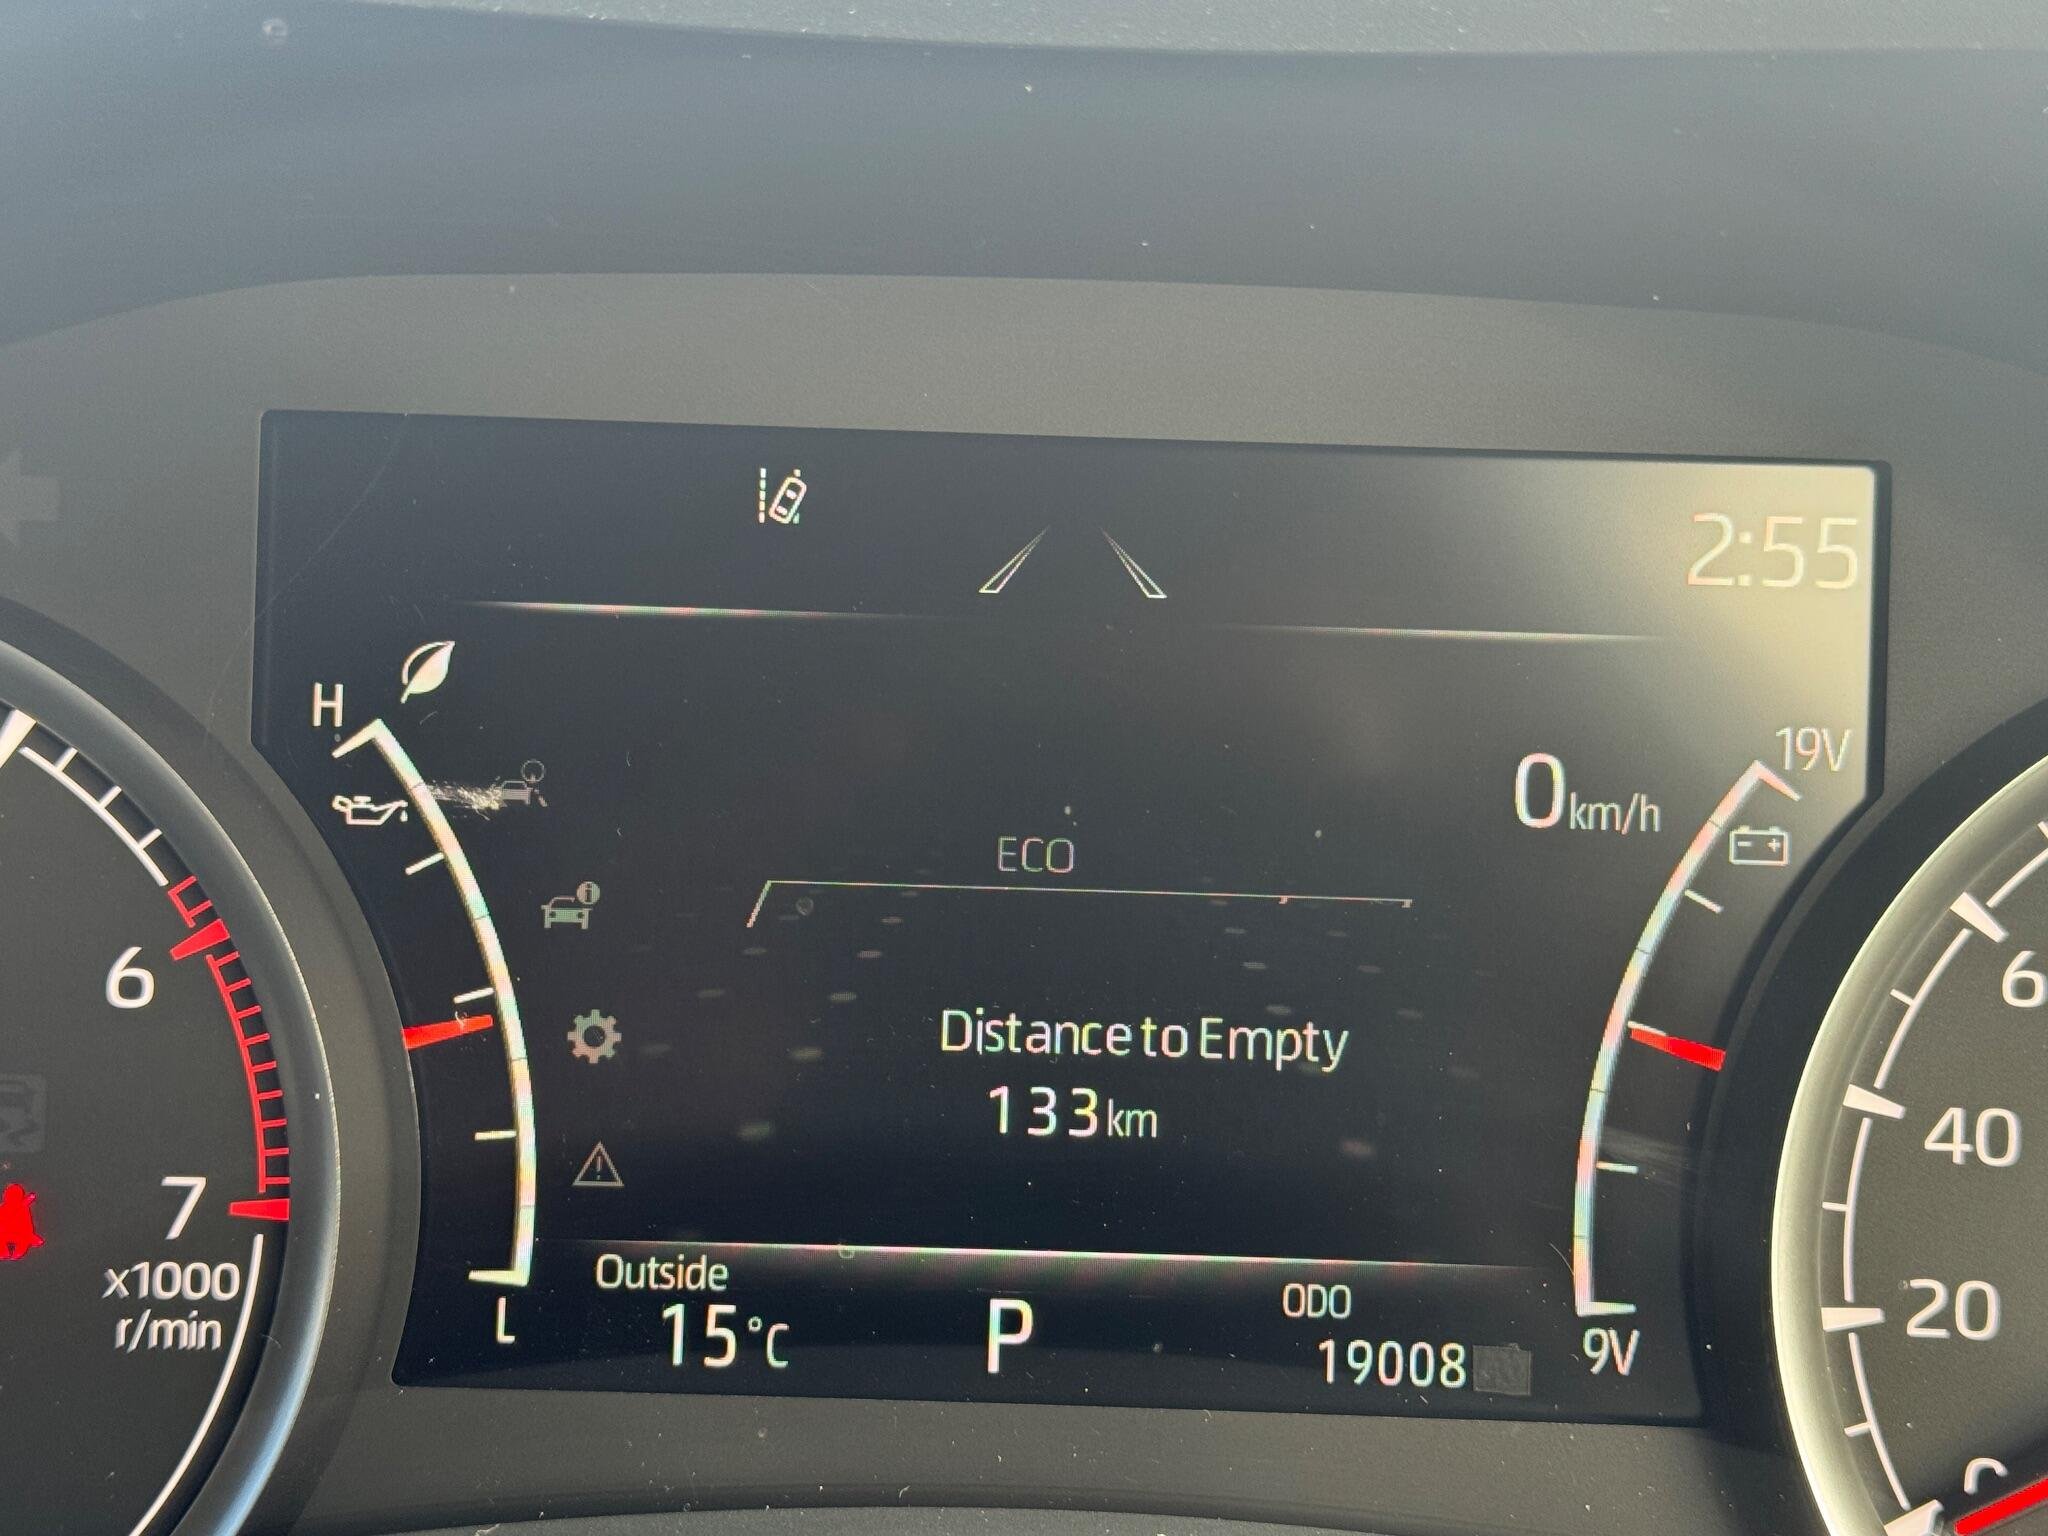 2:55
H
19V
0km/h
ECO
6
Distance to Empty
133km
40
7
x1000
r/min
20
Outside
15°C
P
ODO
19008
L
9V